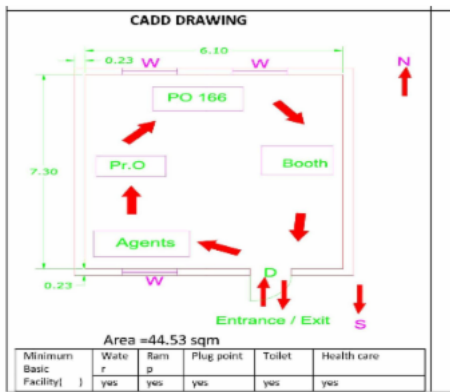 CADD DRAWING
6.10
0.23
W
W
N
PO 166
Pr.O
Booth
7.30
Agents
W
D
0.23
Entrance / Exit
S
Area =44.53 sqm
Minimum Basic Facility( )
Wate r
Ram p
Plug point
Toilet
Health care
yes
yes
yes
yes
yes